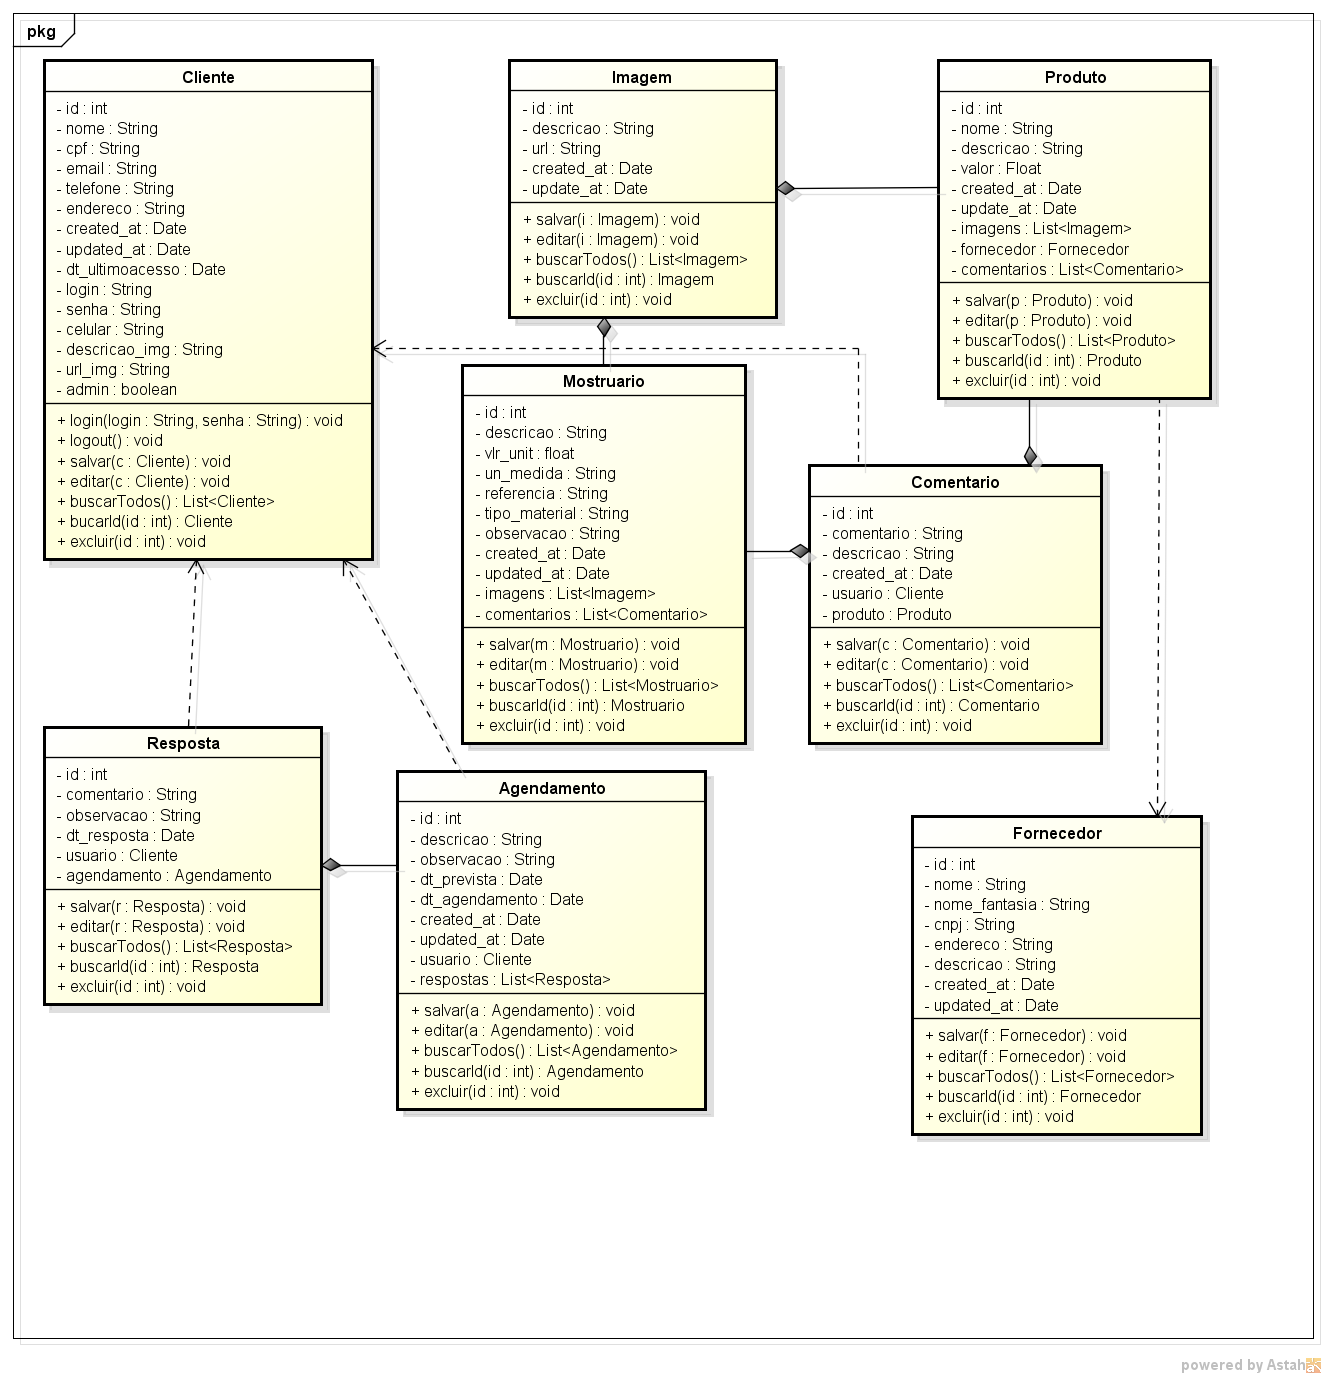 pkg
Cliente
- id : int
- nome : String
- cpf : String
- email : String
- telefone : String
- endereco : String
- created_at : Date
- updated_at : Date
- dt_ultimoacesso : Date
- login : String
- senha : String
- celular : String
- descricao_img : String
- url_img : String
- admin : boolean
+ login(login : String, senha : String) : void
+ logout() : void
+ salvar(c : Cliente) : void
+ editar(c : Cliente) : void
+ buscarTodos() : List<Cliente>
+ bucarId(id : int) : Cliente
+ excluir(id : int) : void
Imagem
- id : int
- descricao : String
- url : String
- created_at : Date
- update_at : Date
+ salvar(i : Imagem) : void
+ editar(i : Imagem) : void
+ buscarTodos() : List<Imagem>
+ buscarId(id : int) : Imagem
+ excluir(id : int) : void
Produto
- id : int
- nome : String
- descricao : String
- valor : Float
- created_at : Date
- update_at : Date
- imagens : List<Imagem>
- fornecedor : Fornecedor
- comentarios : List<Comentario>
+ salvar(p : Produto) : void
+ editar(p : Produto) : void
+ buscarTodos() : List<Produto>
+ buscarId(id : int) : Produto
+ excluir(id : int) : void
Mostruario
- id : int
- descricao : String
- vlr_unit : float
- un_medida : String
- referencia : String
- tipo_material : String
- observacao : String
- created_at : Date
- updated_at : Date
- imagens : List<Imagem>
- comentarios : List<Comentario>
+ salvar(m : Mostruario) : void
+ editar(m : Mostruario) : void
+ buscarTodos() : List<Mostruario>
+ buscarId(id : int) : Mostruario
+ excluir(id : int) : void
Comentario
- id : int
- comentario : String
- descricao : String
- created_at : Date
- usuario : Cliente
- produto : Produto
+ salvar(c : Comentario) : void
+ editar(c : Comentario) : void
+ buscarTodos() : List<Comentario>
+ buscarId(id : int) : Comentario
+ excluir(id : int) : void
Resposta
- id : int
- comentario : String
- observacao : String
- dt_resposta : Date
- usuario : Cliente
- agendamento : Agendamento
+ salvar(r : Resposta) : void
+ editar(r : Resposta) : void
+ buscarTodos() : List<Resposta>
+ buscarId(id : int) : Resposta
+ excluir(id : int) : void
Agendamento
- id : int
- descricao : String
- observacao : String
- dt_prevista : Date
- dt_agendamento : Date
- created_at : Date
- updated_at : Date
- usuario : Cliente
- respostas : List<Resposta>
+ salvar(a : Agendamento) : void
+ editar(a : Agendamento) : void
+ buscarTodos() : List<Agendamento>
+ buscarId(id : int) : Agendamento
+ excluir(id : int) : void
Fornecedor
- id : int
- nome : String
- nome_fantasia : String
- cnpj : String
- endereco : String
- descricao : String
- created_at : Date
- updated_at : Date
+ salvar(f : Fornecedor) : void
+ editar(f : Fornecedor) : void
+ buscarTodos() : List<Fornecedor>
+ buscarId(id : int) : Fornecedor
+ excluir(id : int) : void
powered by Astah